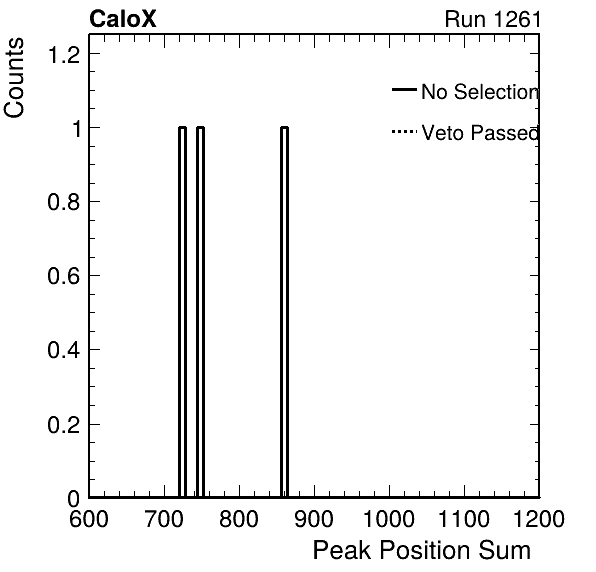 CaloX
Run 1261
Counts
1.2
1
0.8
0.6
0.4
0.2
0
No Selection
Veto Passed
600 700 800 900 1000 1100 1200
Peak Position Sum